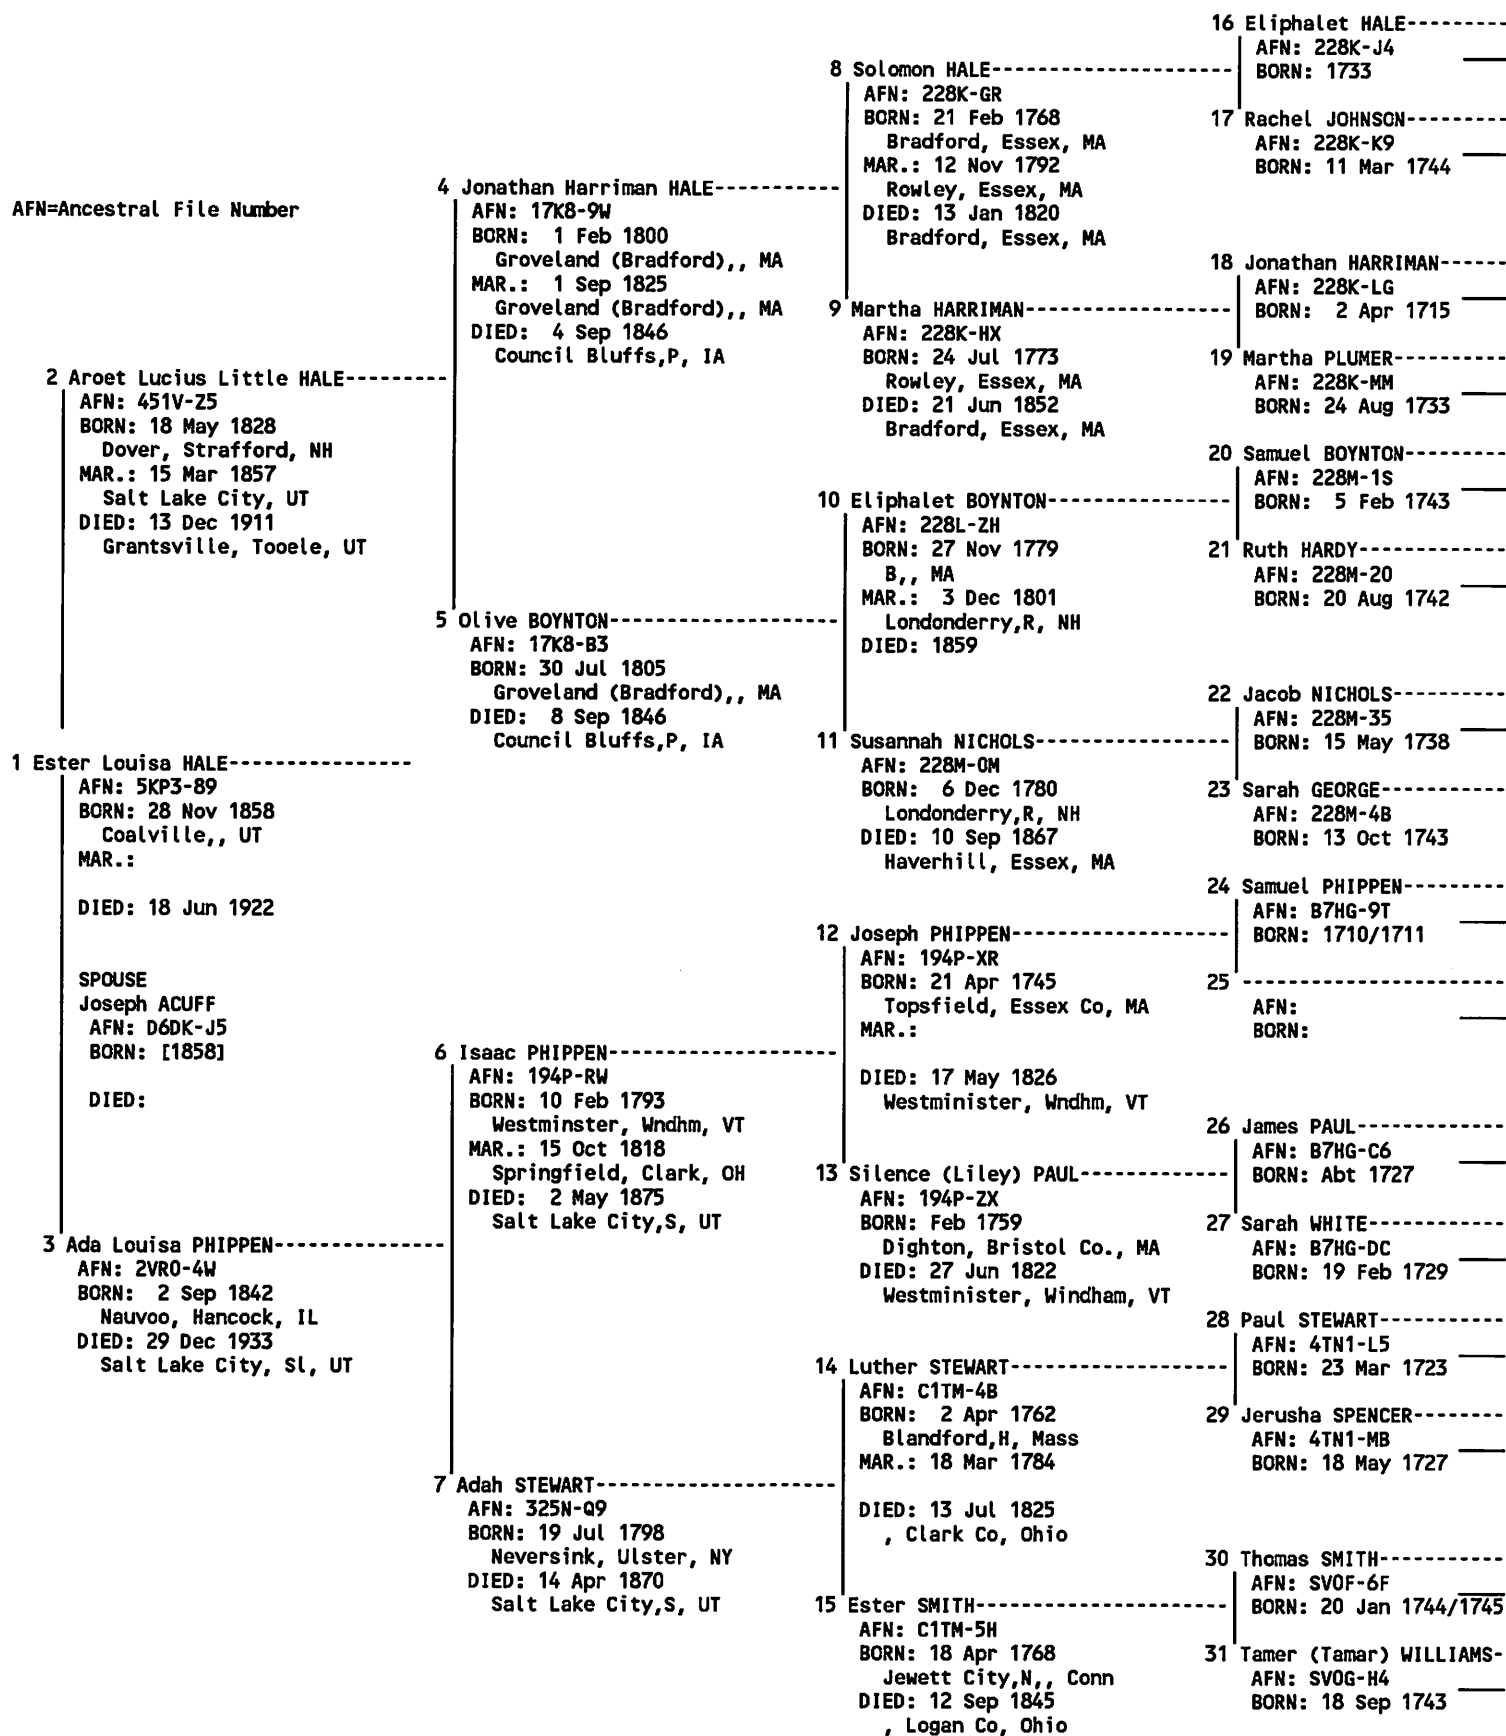 AFN=Ancestral File Number
1 Ester Louisa HALE---------------
AFN: 5KP3-89
BORN: 28 Nov 1858
Coalville,, UT
MAR.:
DIED: 18 Jun 1922
SPOUSE
Joseph ACUFF
AFN: D6DK-J5
BORN: [1858]
DIED:
2 Aroet Lucius Little HALE---------
AFN: 451V-Z5
BORN: 18 May 1828
Dover, Strafford, NH
MAR.: 15 Mar 1857
Salt Lake City, UT
DIED: 13 Dec 1911
Grantsville, Tooele, UT
3 Ada Louisa PHIPPEN---------------
AFN: 2VR0-4W
BORN: 2 Sep 1842
Nauvoo, Hancock, IL
DIED: 29 Dec 1933
Salt Lake City, Sl, UT
4 Jonathan Harriman HALE-----------
AFN: 17K8-9W
BORN: 1 Feb 1800
Groveland (Bradford),, MA
MAR.: 1 Sep 1825
Groveland (Bradford),, MA
DIED: 4 Sep 1846
Council Bluffs,P, IA
5 Olive BOYNTON--------------------
AFN: 17K8-B3
BORN: 30 Jul 1805
Groveland (Bradford),, MA
DIED: 8 Sep 1846
Council Bluffs,P, IA
6 Isaac PHIPPEN--------------------
AFN: 194P-RW
BORN: 10 Feb 1793
Westminster, Wndhm, VT
MAR.: 15 Oct 1818
Springfield, Clark, OH
DIED: 2 May 1875
Salt Lake City,S, UT
7 Adah STEWART---------------------
AFN: 325N-Q9
BORN: 19 Jul 1798
Neversink, Ulster, NY
DIED: 14 Apr 1870
Salt Lake City,S, UT
8 Solomon HALE---------------------
AFN: 228K-GR
BORN: 21 Feb 1768
Bradford, Essex, MA
MAR.: 12 Nov 1792
Rowley, Essex, MA
DIED: 13 Jan 1820
Bradford, Essex, MA
9 Martha HARRIMAN------------------
AFN: 228K-HX
BORN: 24 Jul 1773
Rowley, Essex, MA
DIED: 21 Jun 1852
Bradford, Essex, MA
10 Eliphalet BOYNTON----------------
AFN: 228L-ZH
BORN: 27 Nov 1779
B,, MA
MAR.: 3 Dec 1801
Londonderry,R, NH
DIED: 1859
11 Susannah NICHOLS-----------------
AFN: 228M-0M
BORN: 6 Dec 1780
Londonderry,R, NH
DIED: 10 Sep 1867
Haverhill, Essex, MA
12 Joseph PHIPPEN-------------------
AFN: 194P-XR
BORN: 21 Apr 1745
Topsfield, Essex Co, MA
MAR.:
DIED: 17 May 1826
Westminister, Wndhm, VT
13 Silence (Liley) PAUL-------------
AFN: 194P-ZX
BORN: Feb 1759
Dighton, Bristol Co., MA
DIED: 27 Jun 1822
Westminister, Windham, VT
14 Luther STEWART-------------------
AFN: C1TM-4B
BORN: 2 Apr 1762
Blandford,H, Mass
MAR.: 18 Mar 1784
DIED: 13 Jul 1825
, Clark Co, Ohio
15 Ester SMITH----------------------
AFN: C1TM-5H
BORN: 18 Apr 1768
Jewett City,N,, Conn
DIED: 12 Sep 1845
, Logan Co, Ohio
16 Eliphalet HALE---------
AFN: 228K-J4
BORN: 1733
17 Rachel JOHNSON---------
AFN: 228K-K9
BORN: 11 Mar 1744
18 Jonathan HARRIMAN------
AFN: 228K-LG
BORN: 2 Apr 1715
19 Martha PLUMER----------
AFN: 228K-MM
BORN: 24 Aug 1733
20 Samuel BOYNTON---------
AFN: 228M-1S
BORN: 5 Feb 1743
21 Ruth HARDY-------------
AFN: 228M-20
BORN: 20 Aug 1742
22 Jacob NICHOLS----------
AFN: 228M-35
BORN: 15 May 1738
23 Sarah GEORGE-----------
AFN: 228M-4B
BORN: 13 Oct 1743
24 Samuel PHIPPEN---------
AFN: B7HG-9T
BORN: 1710/1711
25 -----------------------
AFN:
BORN:
26 James PAUL-------------
AFN: B7HG-C6
BORN: Abt 1727
27 Sarah WHITE------------
AFN: B7HG-DC
BORN: 19 Feb 1729
28 Paul STEWART-----------
AFN: 4TN1-L5
BORN: 23 Mar 1723
29 Jerusha SPENCER--------
AFN: 4TN1-MB
BORN: 18 May 1727
30 Thomas SMITH-----------
AFN: SV0F-6F
BORN: 20 Jan 1744/1745
31 Tamer (Tamar) WILLIAMS-
AFN: SV0G-H4
BORN: 18 Sep 1743